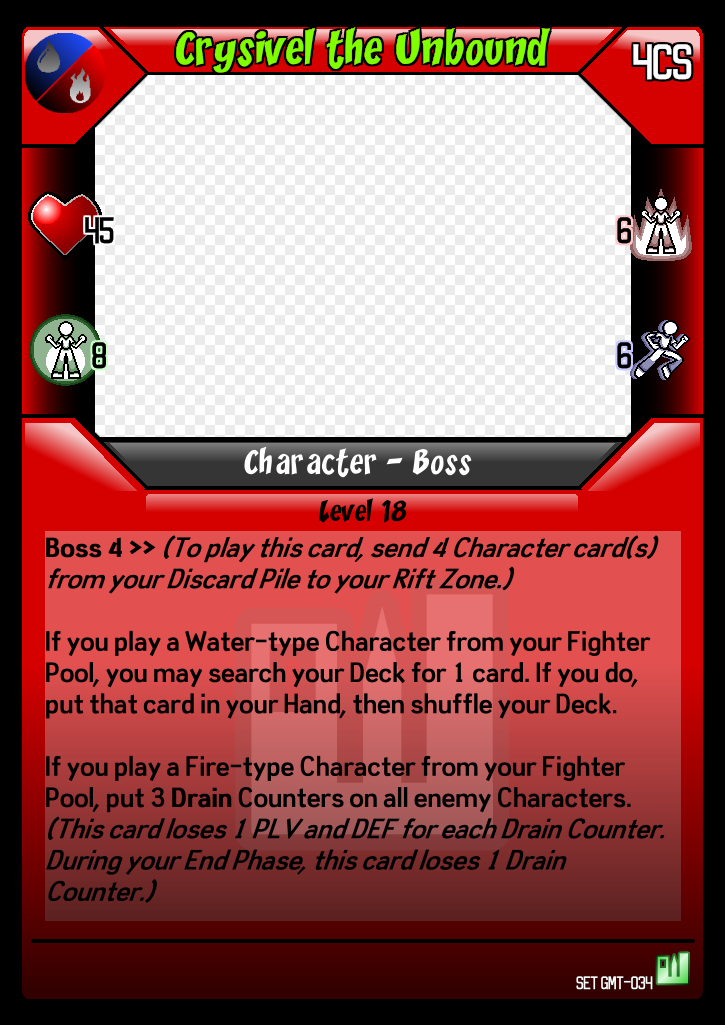 Crysivel the Unbound
4CS
45
6
8
6
Character - Boss
Level 18
Boss 4 >> (To play this card, send 4 Character card(s)
from your Discard Pile to your Rift Zone.)
If you play a Water-type Character from your Fighter
Pool, you may search your Deck for 1 card. If you do,
put that card in your Hand, then shuffle your Deck.
If you play a Fire-type Character from your Fighter
Pool, put 3 Drain Counters on all enemy Characters.
(This card loses 1 PLV and DEF for each Drain Counter.
During your End Phase, this card loses 1 Drain
Counter.)
SET GMT-034